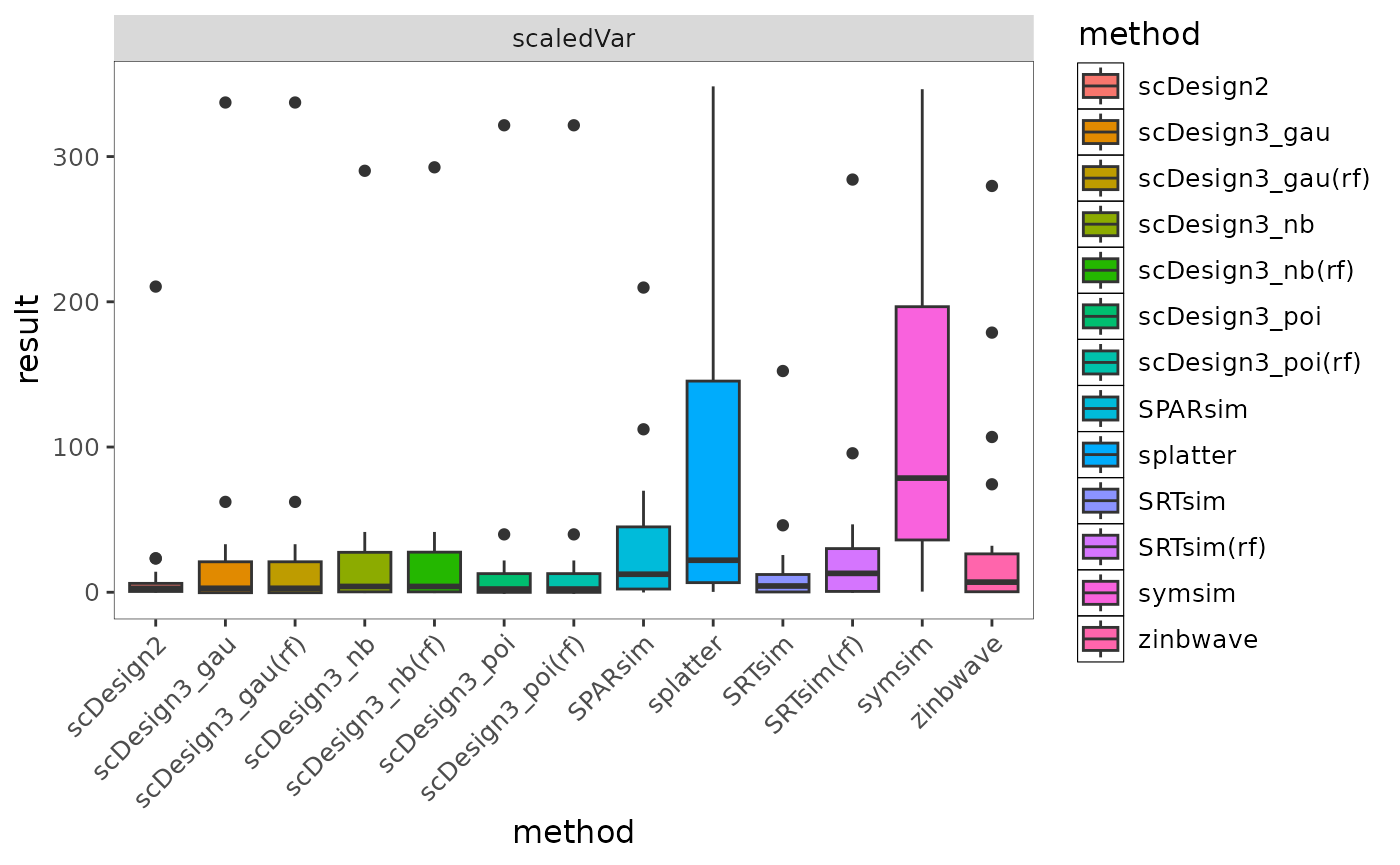 scaledVar
result
300
200
100
0
scDesign2
scDesign3_gau
scDesign3_gau(rf)
scDesign3_nb
scDesign3_nb(rf)
scDesign3_poi
scDesign3_poi(rf)
SPARsim
splatter
SRTsim
SRTsim(rf)
symsim
zinbwave
method
method
scDesign2
scDesign3_gau
scDesign3_gau(rf)
scDesign3_nb
scDesign3_nb(rf)
scDesign3_poi
scDesign3_poi(rf)
SPARsim
splatter
SRTsim
SRTsim(rf)
symsim
zinbwave